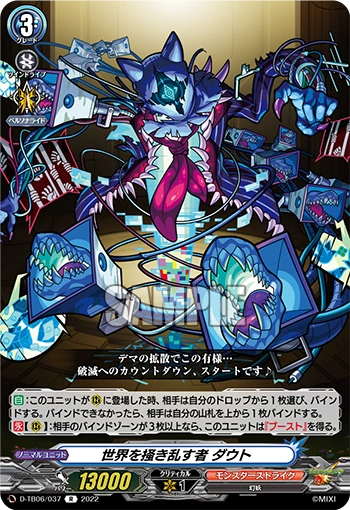 3
グレード
ツインドライブ
ペルソナライド
SAMPLE
デマの拡散でこの有様…
破滅へのカウントダウン、スタートです♪
自:このユニットが(R)に登場した時、相手は自分のドロップから1枚選び、バインドする。バインドできなかったら、相手は自分の山札を上から1枚バインドする。
永【(R)】:相手のバインドゾーンが3枚以上なら、このユニットは『ブースト』を得る。
ノーマルユニット
世界を掻き乱す者 ダウト
D-TB06/037 R 2022
パワー 13000
クリティカル 1
モンスターストライク
幻妖
©MIXI